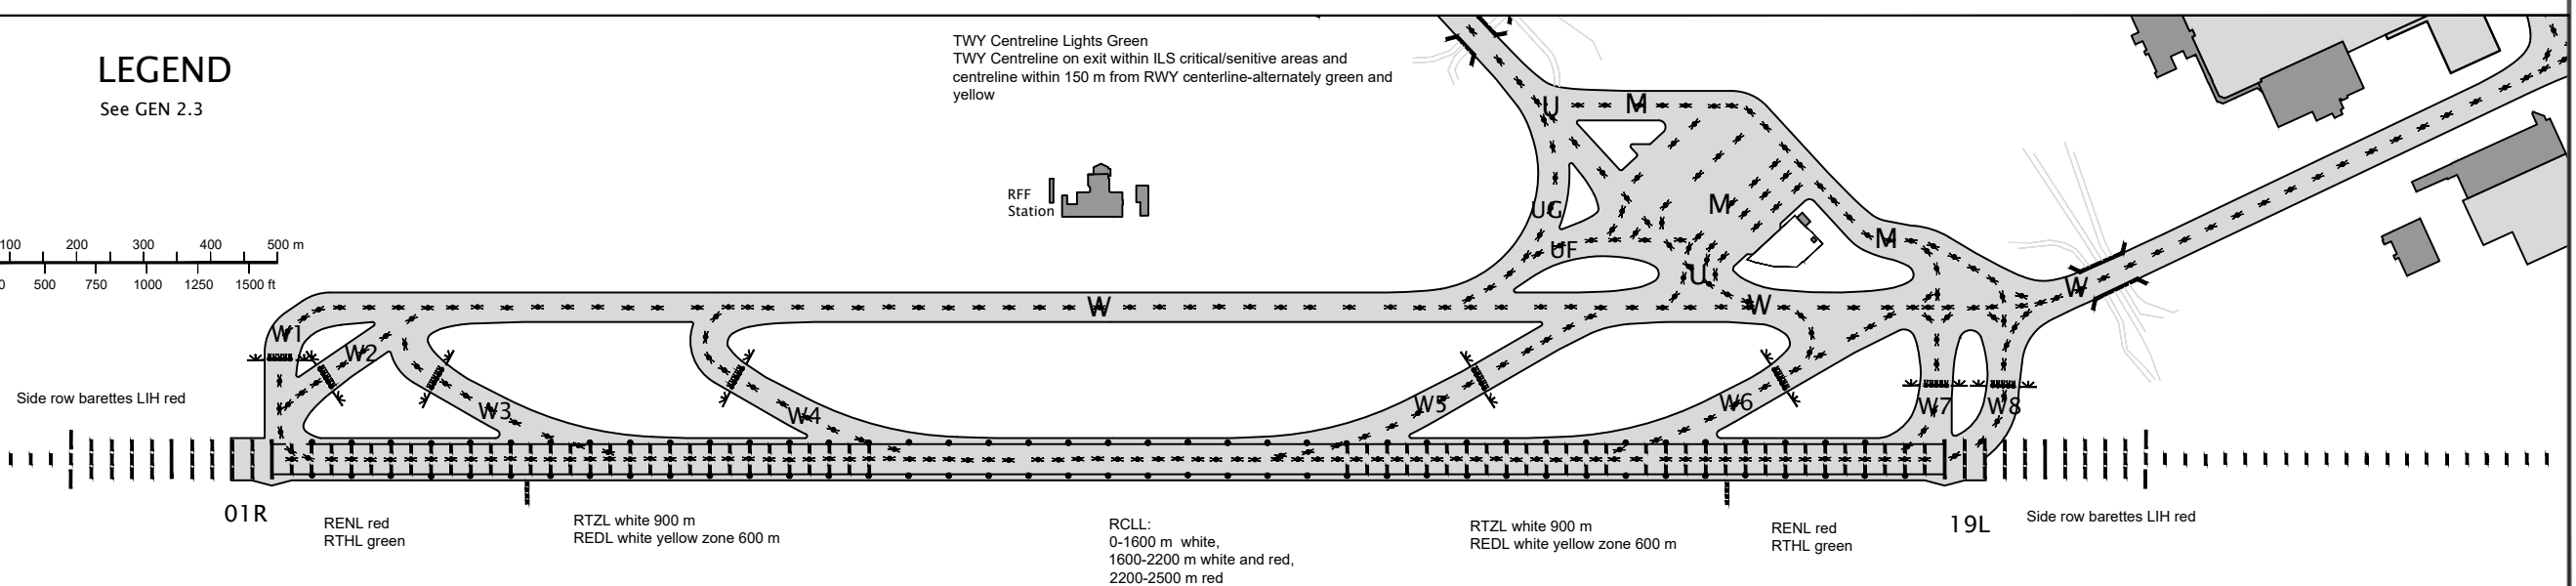 LEGEND
See GEN 2.3
TWY Centreline Lights Green
TWY Centreline on exit within ILS critical/senitive areas and
centreline within 150 m from RWY centerline-alternately green and
yellow
U
M
RFF
Station
M
UG
UF
M
U
100 200 300 400 500 m
0 500 750 1000 1250 1500 ft
W
W
W
W1
W2
W3
W4
W5
W6
W7
W8
Side row barettes LIH red
01R
RENL red
RTHL green
RTZL white 900 m
REDL white yellow zone 600 m
RCLL:
0-1600 m white,
1600-2200 m white and red,
2200-2500 m red
RTZL white 900 m
REDL white yellow zone 600 m
RENL red
RTHL green
19L
Side row barettes LIH red